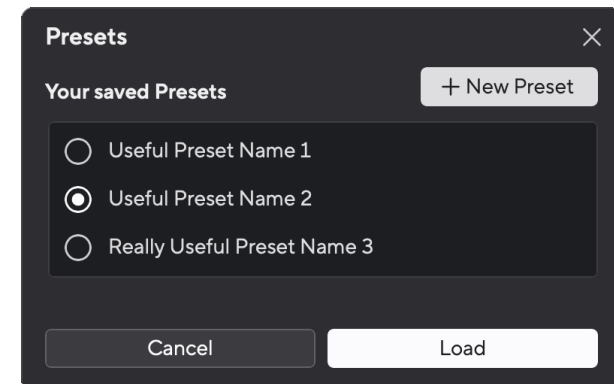 Presets
Your saved Presets
+ New Preset
Useful Preset Name 1
Useful Preset Name 2
Really Useful Preset Name 3
Cancel
Load